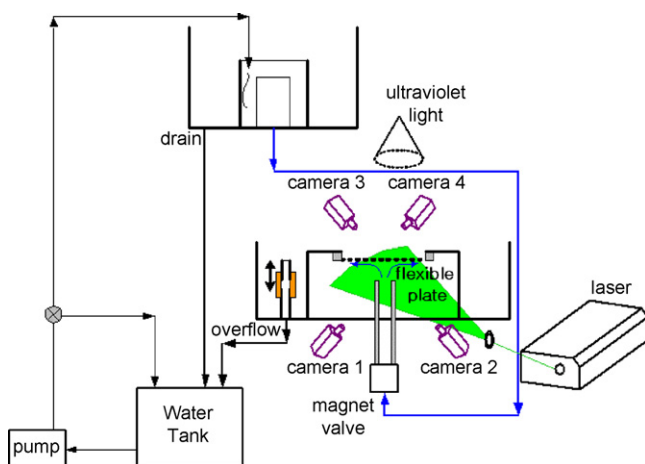 ultraviolet
light
drain
camera 3
camera 4
flexible
plate
laser
overflow
camera 1
camera 2
magnet
valve
Water
Tank
pump